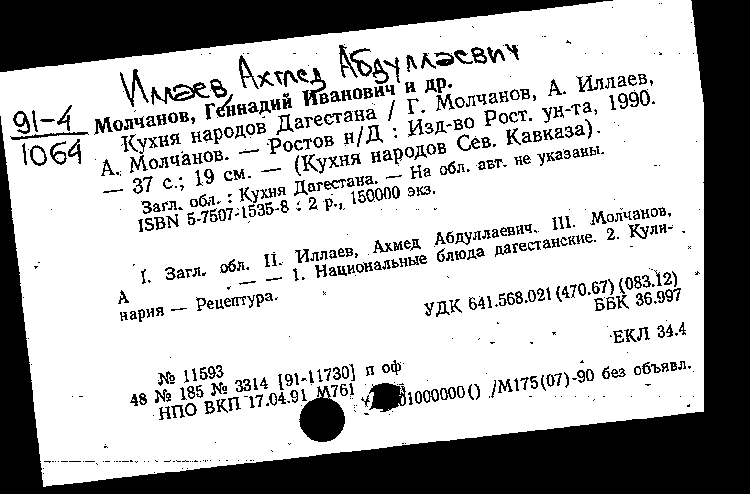 Иллаев, Ахмед Абдуллаевич
91-4
1064
Молчанов, Геннадий Иванович и др.
Кухня народов Дагестана / Г. Молчанов, А. Иллаев,
А. Молчанов. — Ростов н/Д : Изд-во Рост. ун-та, 1990.
— 37 с.; 19 см. — (Кухня народов Сев. Кавказа).
Загл. обл. : Кухня Дагестана. — На обл. авт. не указаны.
ISBN 5-7507-1535-8 : 2 р., 150000 экз.
I. Загл. обл. II. Иллаев, Ахмед Абдуллаевич. III. Молчанов,
А — — 1. Национальные блюда дагестанские. 2. Кули-
нария — Рецептура.
УДК 641.568.021(470.67)(083.12)
ББК 36.997
ЕКЛ 34.4
№ 11593
48 № 185 № 3314 [91-11730] п оф
НПО ВКП 17.04.91 М761 01000000() /М175(07)-90 без объявл.